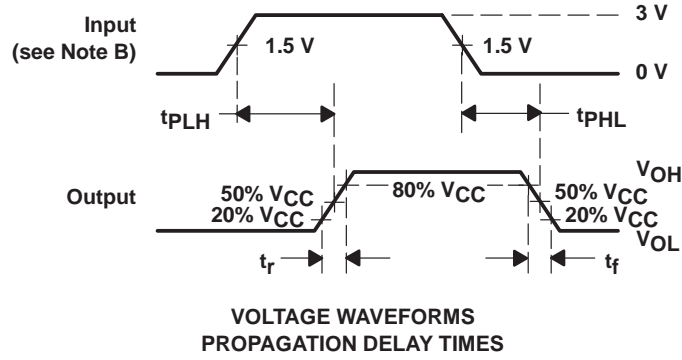 Input
(see Note B)
1.5 V
1.5 V
3 V
0 V
tPLH
tPHL
Output
50% VCC
20% VCC
80% VCC
VOH
50% VCC
20% VCC
VOL
tr
tf
VOLTAGE WAVEFORMS
PROPAGATION DELAY TIMES